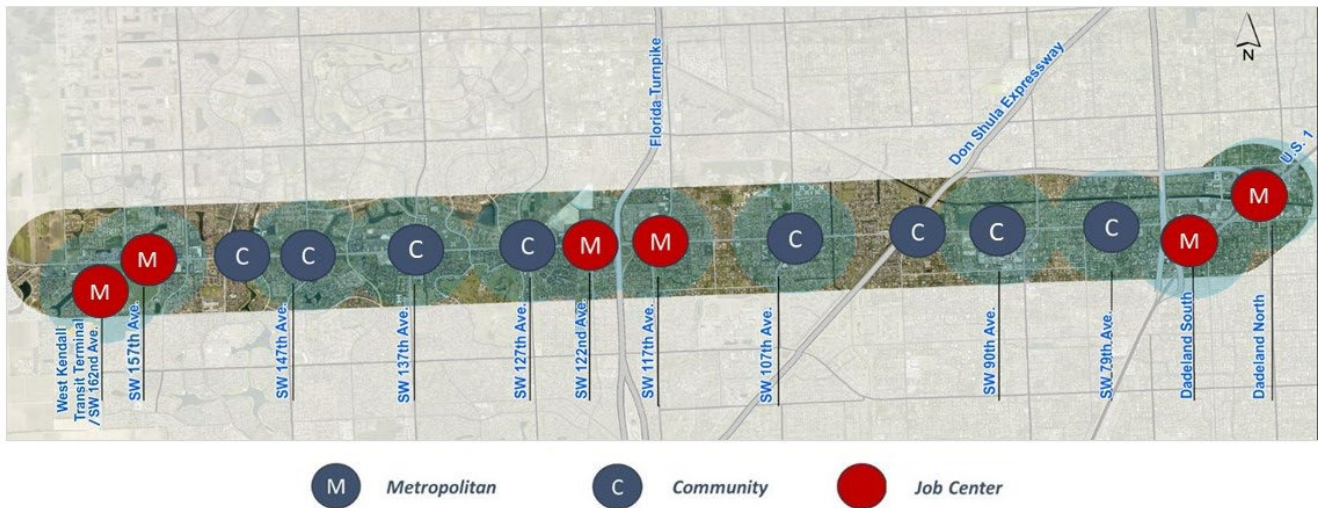 N
Florida Turnpike
Don Shula Expressway
U.S. 1
M
M
C
C
C
C
M
M
C
C
C
C
M
M
West Kendall
Transit Terminal
/ SW 162nd Ave.
SW 157th Ave.
SW 147th Ave.
SW 137th Ave.
SW 127th Ave.
SW 122nd Ave.
SW 117th Ave.
SW 107th Ave.
SW 90th Ave.
SW 79th Ave.
Dadeland South
Dadeland North
M Metropolitan
C Community
Job Center